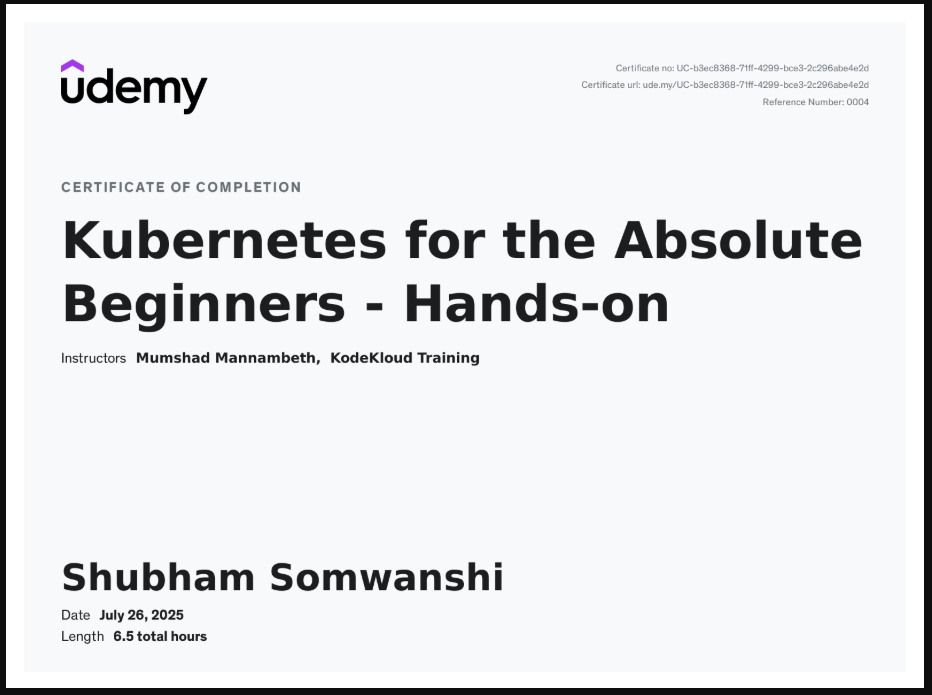 udemy
Certificate no: UC-b3ec8368-71ff-4299-bce3-2c296abe4e2d
Certificate url: ude.my/UC-b3ec8368-71ff-4299-bce3-2c296abe4e2d
Reference Number: 0004
CERTIFICATE OF COMPLETION
Kubernetes for the Absolute
Beginners - Hands-on
Instructors Mumshad Mannambeth, KodeKloud Training
Shubham Somwanshi
Date July 26, 2025
Length 6.5 total hours